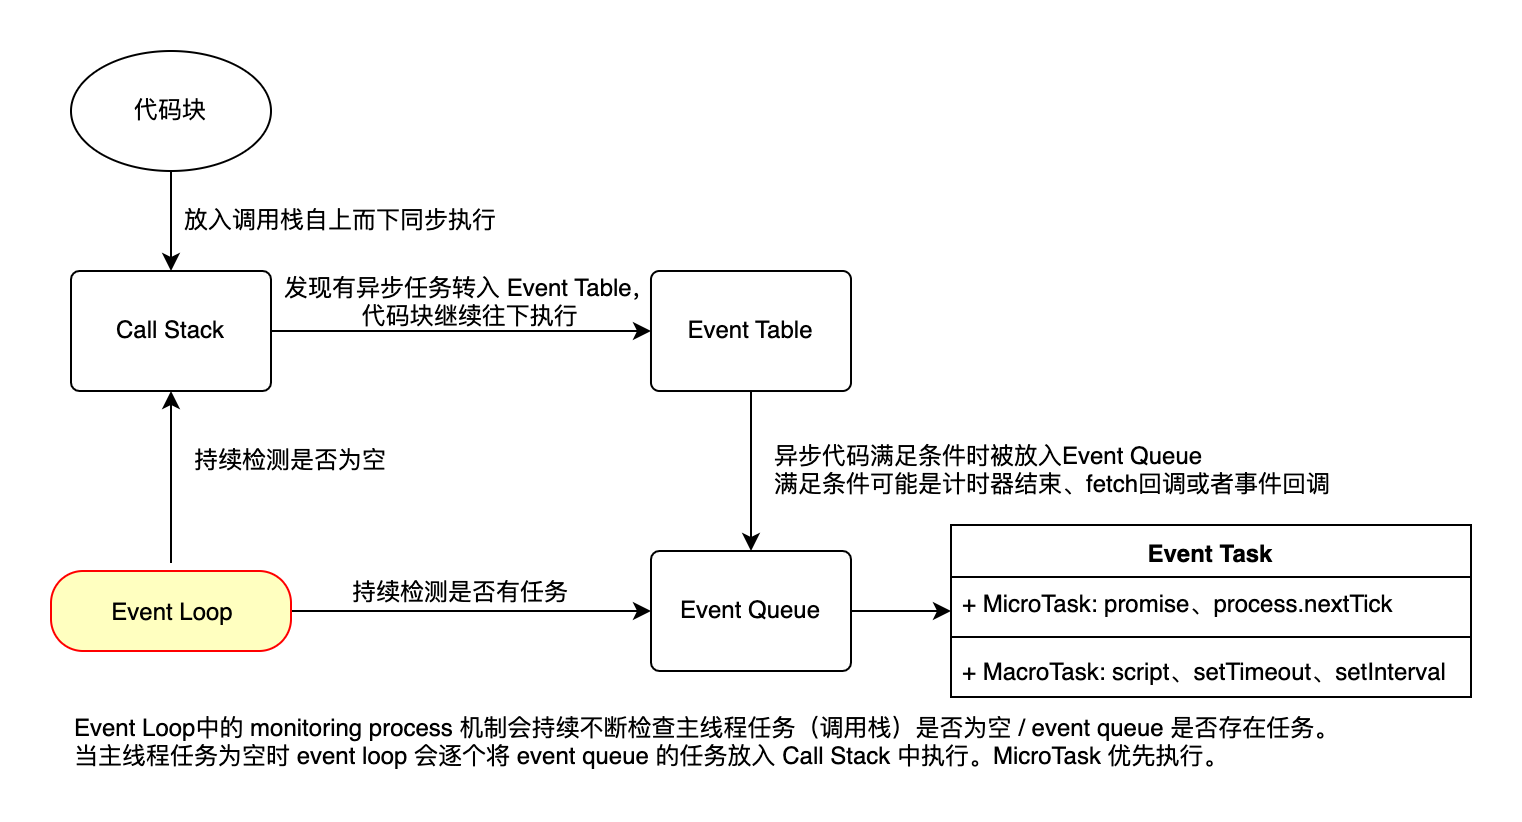 代码块
放入调用栈自上而下同步执行
发现有异步任务转入 Event Table，
代码块继续往下执行
Call Stack
Event Table
持续检测是否为空
异步代码满足条件时被放入Event Queue
满足条件可能是计时器结束、fetch回调或者事件回调
Event Loop
持续检测是否有任务
Event Queue
Event Task
+ MicroTask: promise、process.nextTick
+ MacroTask: script、setTimeout、setInterval
Event Loop中的 monitoring process 机制会持续不断检查主线程任务（调用栈）是否为空 / event queue 是否存在任务。
当主线程任务为空时 event loop 会逐个将 event queue 的任务放入 Call Stack 中执行。MicroTask 优先执行。